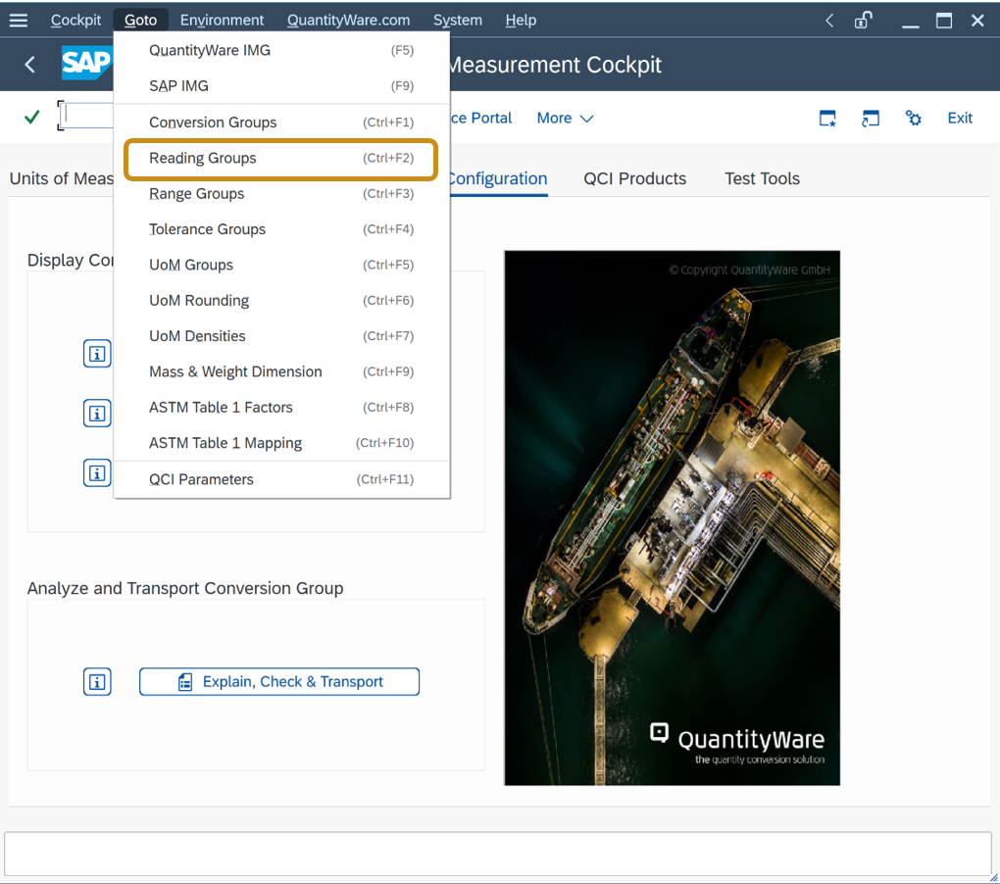 Cockpit Goto Environment QuantityWare.com System Help
SAP Measurement Cockpit
ce Portal More Exit
Units of Meas Configuration QCI Products Test Tools
QuantityWare IMG (F5)
SAP IMG (F9)
Conversion Groups (Ctrl+F1)
Reading Groups (Ctrl+F2)
Range Groups (Ctrl+F3)
Tolerance Groups (Ctrl+F4)
UoM Groups (Ctrl+F5)
UoM Rounding (Ctrl+F6)
UoM Densities (Ctrl+F7)
Mass & Weight Dimension (Ctrl+F9)
ASTM Table 1 Factors (Ctrl+F8)
ASTM Table 1 Mapping (Ctrl+F10)
QCI Parameters (Ctrl+F11)
Display Con
© Copyright QuantityWare GmbH
Analyze and Transport Conversion Group
Explain, Check & Transport
QuantityWare
the quantity conversion solution